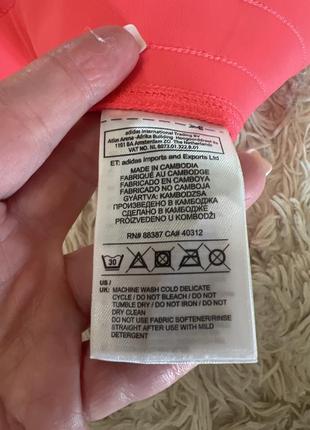 adidas International Trading BV
Atlas Arena -Afrika Building Hoogoorddreef 9a
1101 BA Amsterdam ZO The Netherlands
VAT NO. NL 8073.01.322.B.01
ET: adidas Imports and Exports Ltd
MADE IN CAMBODIA
FABRIQUE AU CAMBODGE
FABRICADO EN CAMBOYA
FABRICADO NO CAMBOJA
GYÁRTVA: KAMBODZSA
ПРОИЗВЕДЕНО В КАМБОДЖА
СДЕЛАНО В КАМБОДЖЕ
PROIZVEDENO U KOMBODŽI
RN# 88387 CA# 40312
30
US /
UK: MACHINE WASH COLD DELICATE
CYCLE / DO NOT BLEACH / DO NOT
TUMBLE DRY / DO NOT IRON / DO
NOT DRYCLEAN
DO NOT USE FABRIC SOFTENER/RINSE
STRAIGHT AFTER USE WITH MILD
DETERGENT